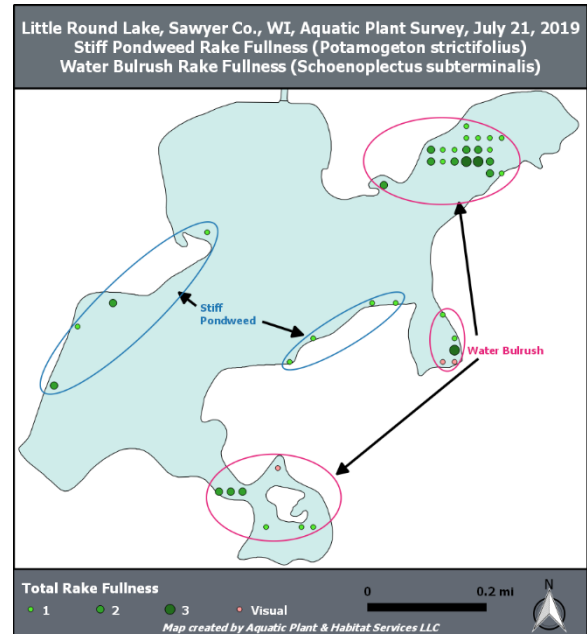 Little Round Lake, Sawyer Co., WI, Aquatic Plant Survey, July 21, 2019
Stiff Pondweed Rake Fullness (Potamogeton strictifolius)
Water Bulrush Rake Fullness (Schoenoplectus subterminalis)
Stiff
Pondweed
Water Bulrush
Total Rake Fullness
1 2 3 Visual
0 0.2 mi
N
Map created by Aquatic Plant & Habitat Services LLC